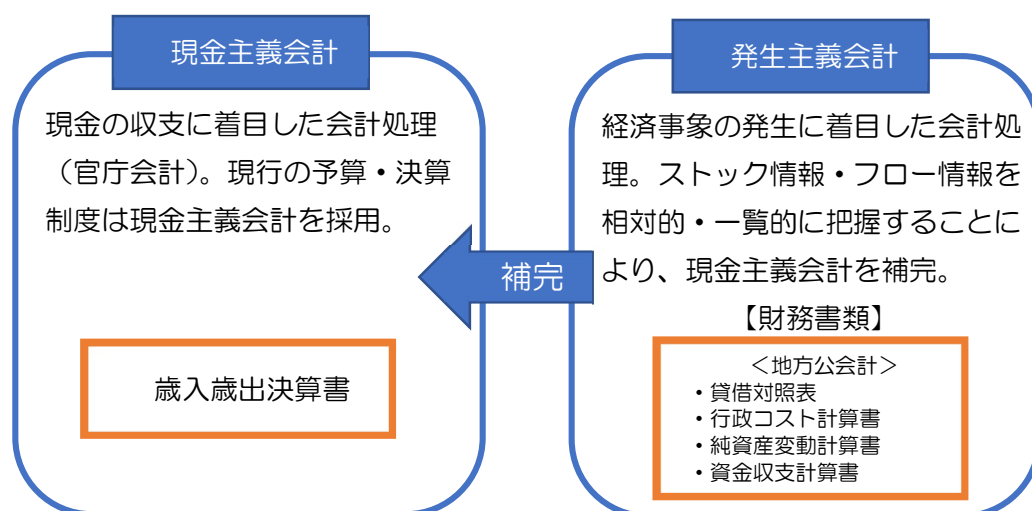 現金主義会計
現金の収支に着目した会計処理
（官庁会計）。現行の予算・決算
制度は現金主義会計を採用。
歳入歳出決算書
補完
発生主義会計
経済事象の発生に着目した会計処
理。ストック情報・フロー情報を
相対的・一覧的に把握することに
より、現金主義会計を補完。
【財務書類】
＜地方公会計＞
・貸借対照表
・行政コスト計算書
・純資産変動計算書
・資金収支計算書